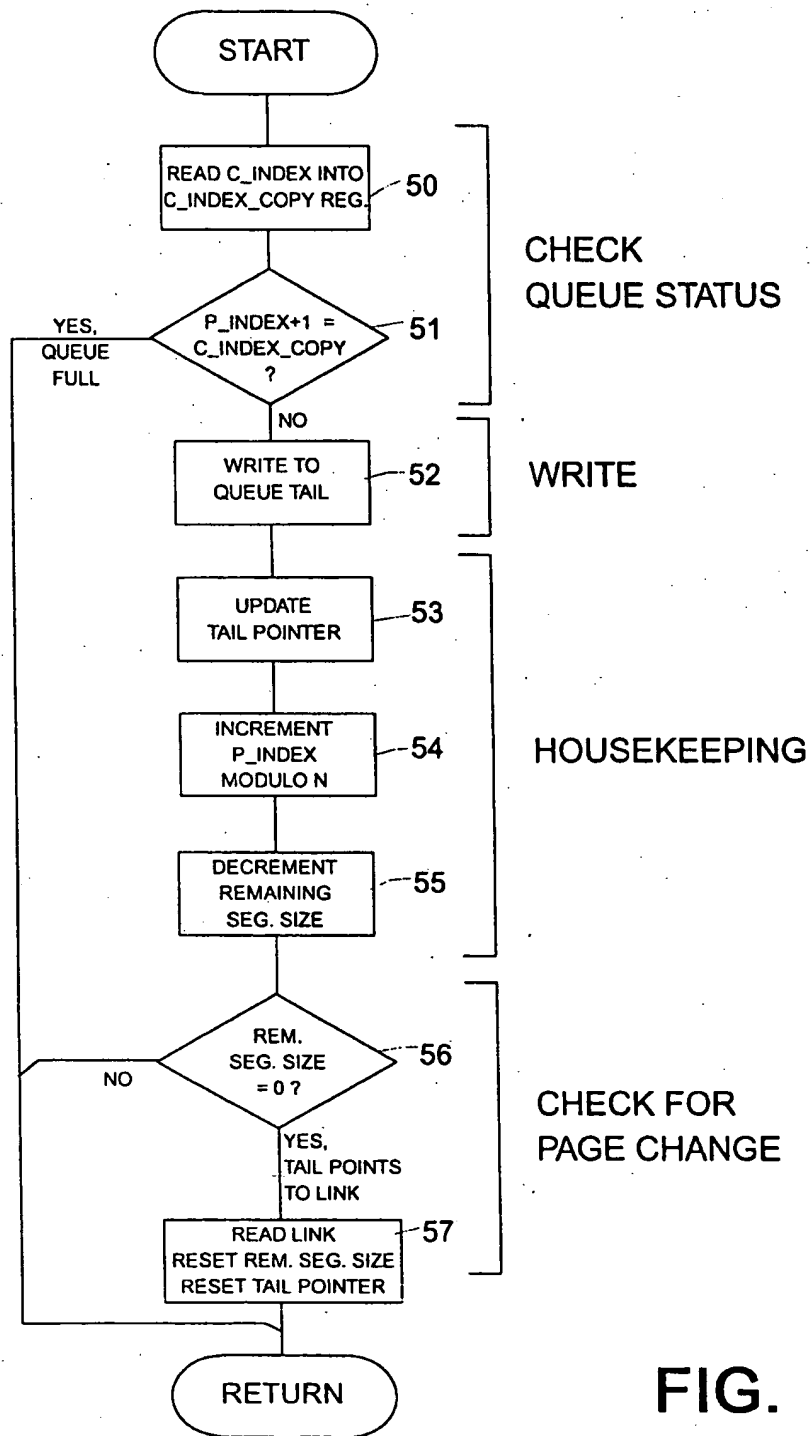 START
READ C_INDEX INTO
C_INDEX_COPY REG.
50
CHECK
QUEUE STATUS
P_INDEX+1 =
C_INDEX_COPY
?
51
YES,
QUEUE
FULL
NO
WRITE TO
QUEUE TAIL
52
WRITE
UPDATE
TAIL POINTER
53
INCREMENT
P_INDEX
MODULO N
54
HOUSEKEEPING
DECREMENT
REMAINING
SEG. SIZE
55
REM.
SEG. SIZE
= 0 ?
56
NO
CHECK FOR
PAGE CHANGE
YES,
TAIL POINTS
TO LINK
READ LINK
RESET REM. SEG. SIZE
RESET TAIL POINTER
57
RETURN
FIG.